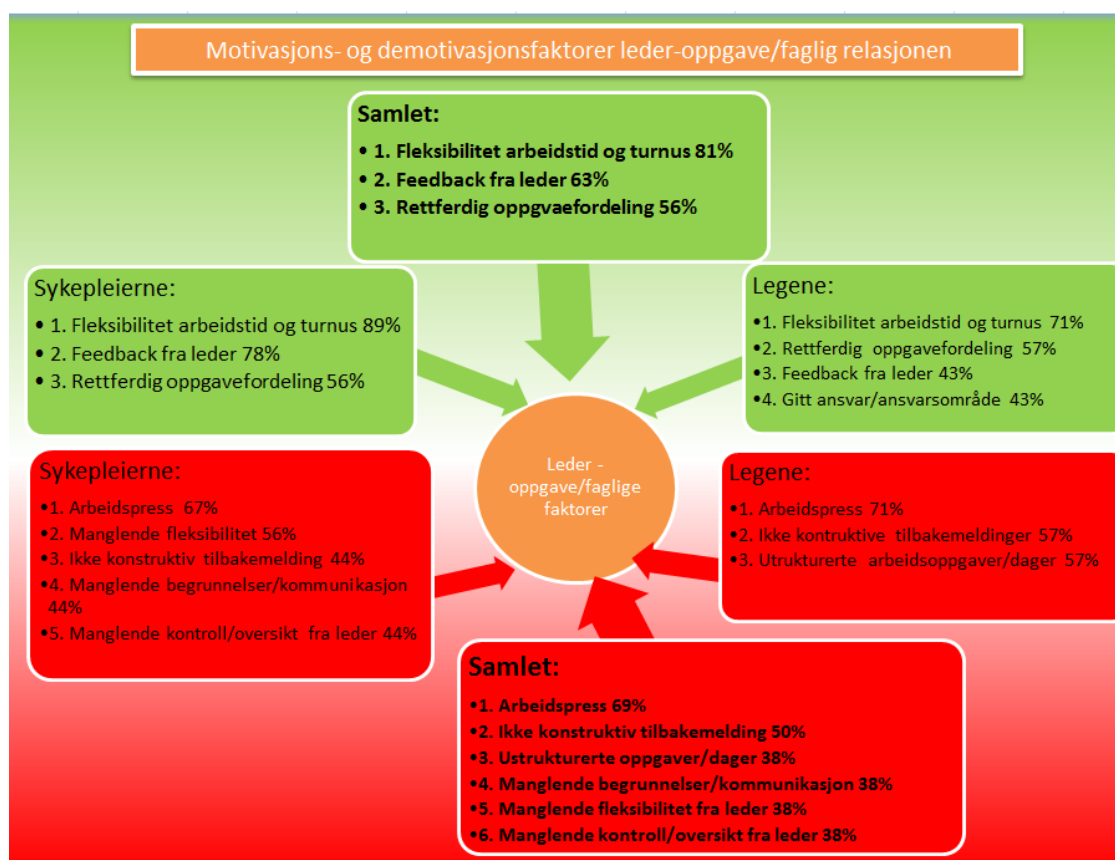 Motivasjons- og demotivasjonsfaktorer leder-oppgave/faglig relasjonen
Samlet:
• 1. Fleksibilitet arbeidstid og turnus 81%
• 2. Feedback fra leder 63%
• 3. Rettferdig oppgvaefordeling 56%
Sykepleierne:
• 1. Fleksibilitet arbeidstid og turnus 89%
• 2. Feedback fra leder 78%
• 3. Rettferdig oppgavefordeling 56%
Legene:
•1. Fleksibilitet arbeidstid og turnus 71%
•2. Rettferdig oppgavefordeling 57%
•3. Feedback fra leder 43%
•4. Gitt ansvar/ansvarsområde 43%
Leder -
oppgave/faglige
faktorer
Sykepleierne:
•1. Arbeidspress 67%
•2. Manglende fleksibilitet 56%
•3. Ikke konstruktiv tilbakemelding 44%
•4. Manglende begrunnelser/kommunikasjon
44%
•5. Manglende kontroll/oversikt fra leder 44%
Legene:
•1. Arbeidspress 71%
•2. Ikke kontruktive tilbakemeldinger 57%
•3. Utrukturerte arbeidsoppgaver/dager 57%
Samlet:
•1. Arbeidspress 69%
•2. Ikke konstruktiv tilbakemelding 50%
•3. Ustrukturerte oppgaver/dager 38%
•4. Manglende begrunnelser/kommunikasjon 38%
•5. Manglende fleksibilitet fra leder 38%
•6. Manglende kontroll/oversikt fra leder 38%